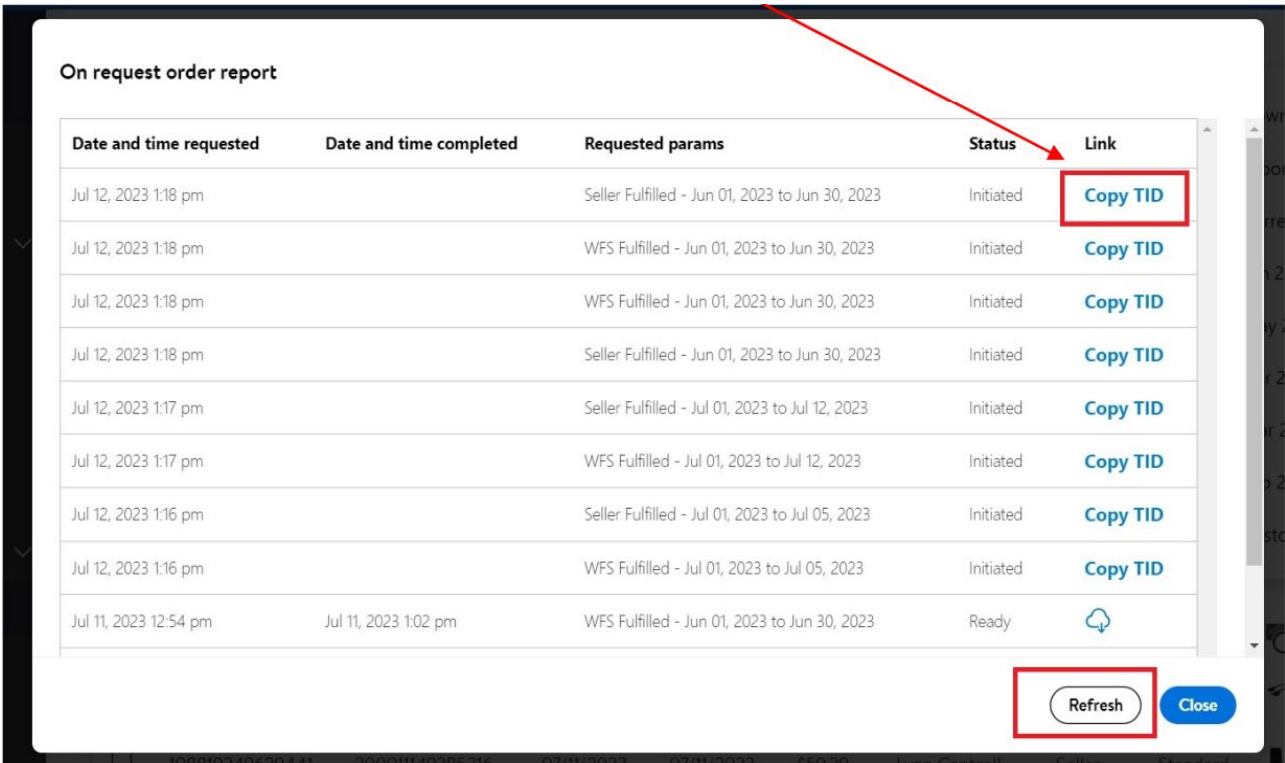 On request order report
Date and time requested Date and time completed Requested params Status Link
Jul 12, 2023 1:18 pm Seller Fulfilled - Jun 01, 2023 to Jun 30, 2023 Initiated Copy TID
Jul 12, 2023 1:18 pm WFS Fulfilled - Jun 01, 2023 to Jun 30, 2023 Initiated Copy TID
Jul 12, 2023 1:18 pm WFS Fulfilled - Jun 01, 2023 to Jun 30, 2023 Initiated Copy TID
Jul 12, 2023 1:18 pm Seller Fulfilled - Jun 01, 2023 to Jun 30, 2023 Initiated Copy TID
Jul 12, 2023 1:17 pm Seller Fulfilled - Jul 01, 2023 to Jul 12, 2023 Initiated Copy TID
Jul 12, 2023 1:17 pm WFS Fulfilled - Jul 01, 2023 to Jul 12, 2023 Initiated Copy TID
Jul 12, 2023 1:16 pm Seller Fulfilled - Jul 01, 2023 to Jul 05, 2023 Initiated Copy TID
Jul 12, 2023 1:16 pm WFS Fulfilled - Jul 01, 2023 to Jul 05, 2023 Initiated Copy TID
Jul 11, 2023 12:54 pm Jul 11, 2023 1:02 pm WFS Fulfilled - Jun 01, 2023 to Jun 30, 2023 Ready
Refresh Close